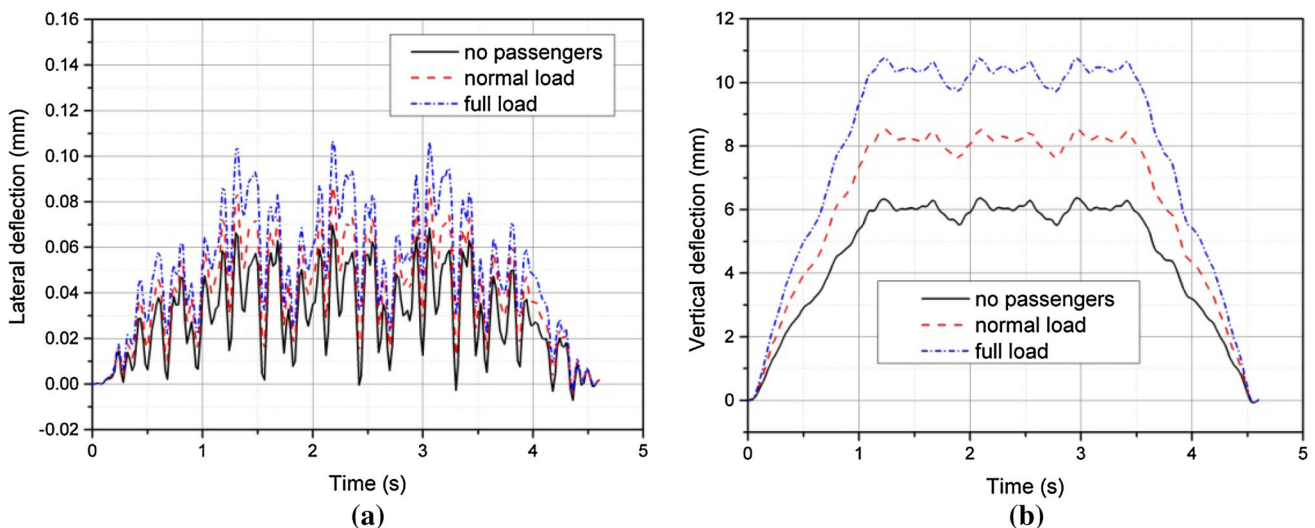 0.16
0.14
0.12
0.10
0.08
0.06
0.04
0.02
0.00
-0.02
Lateral deflection (mm)
no passengers
normal load
full load
0 1 2 3 4 5
Time (s)
(a)
12
10
8
6
4
2
0
Vertical deflection (mm)
no passengers
normal load
full load
0 1 2 3 4 5
Time (s)
(b)